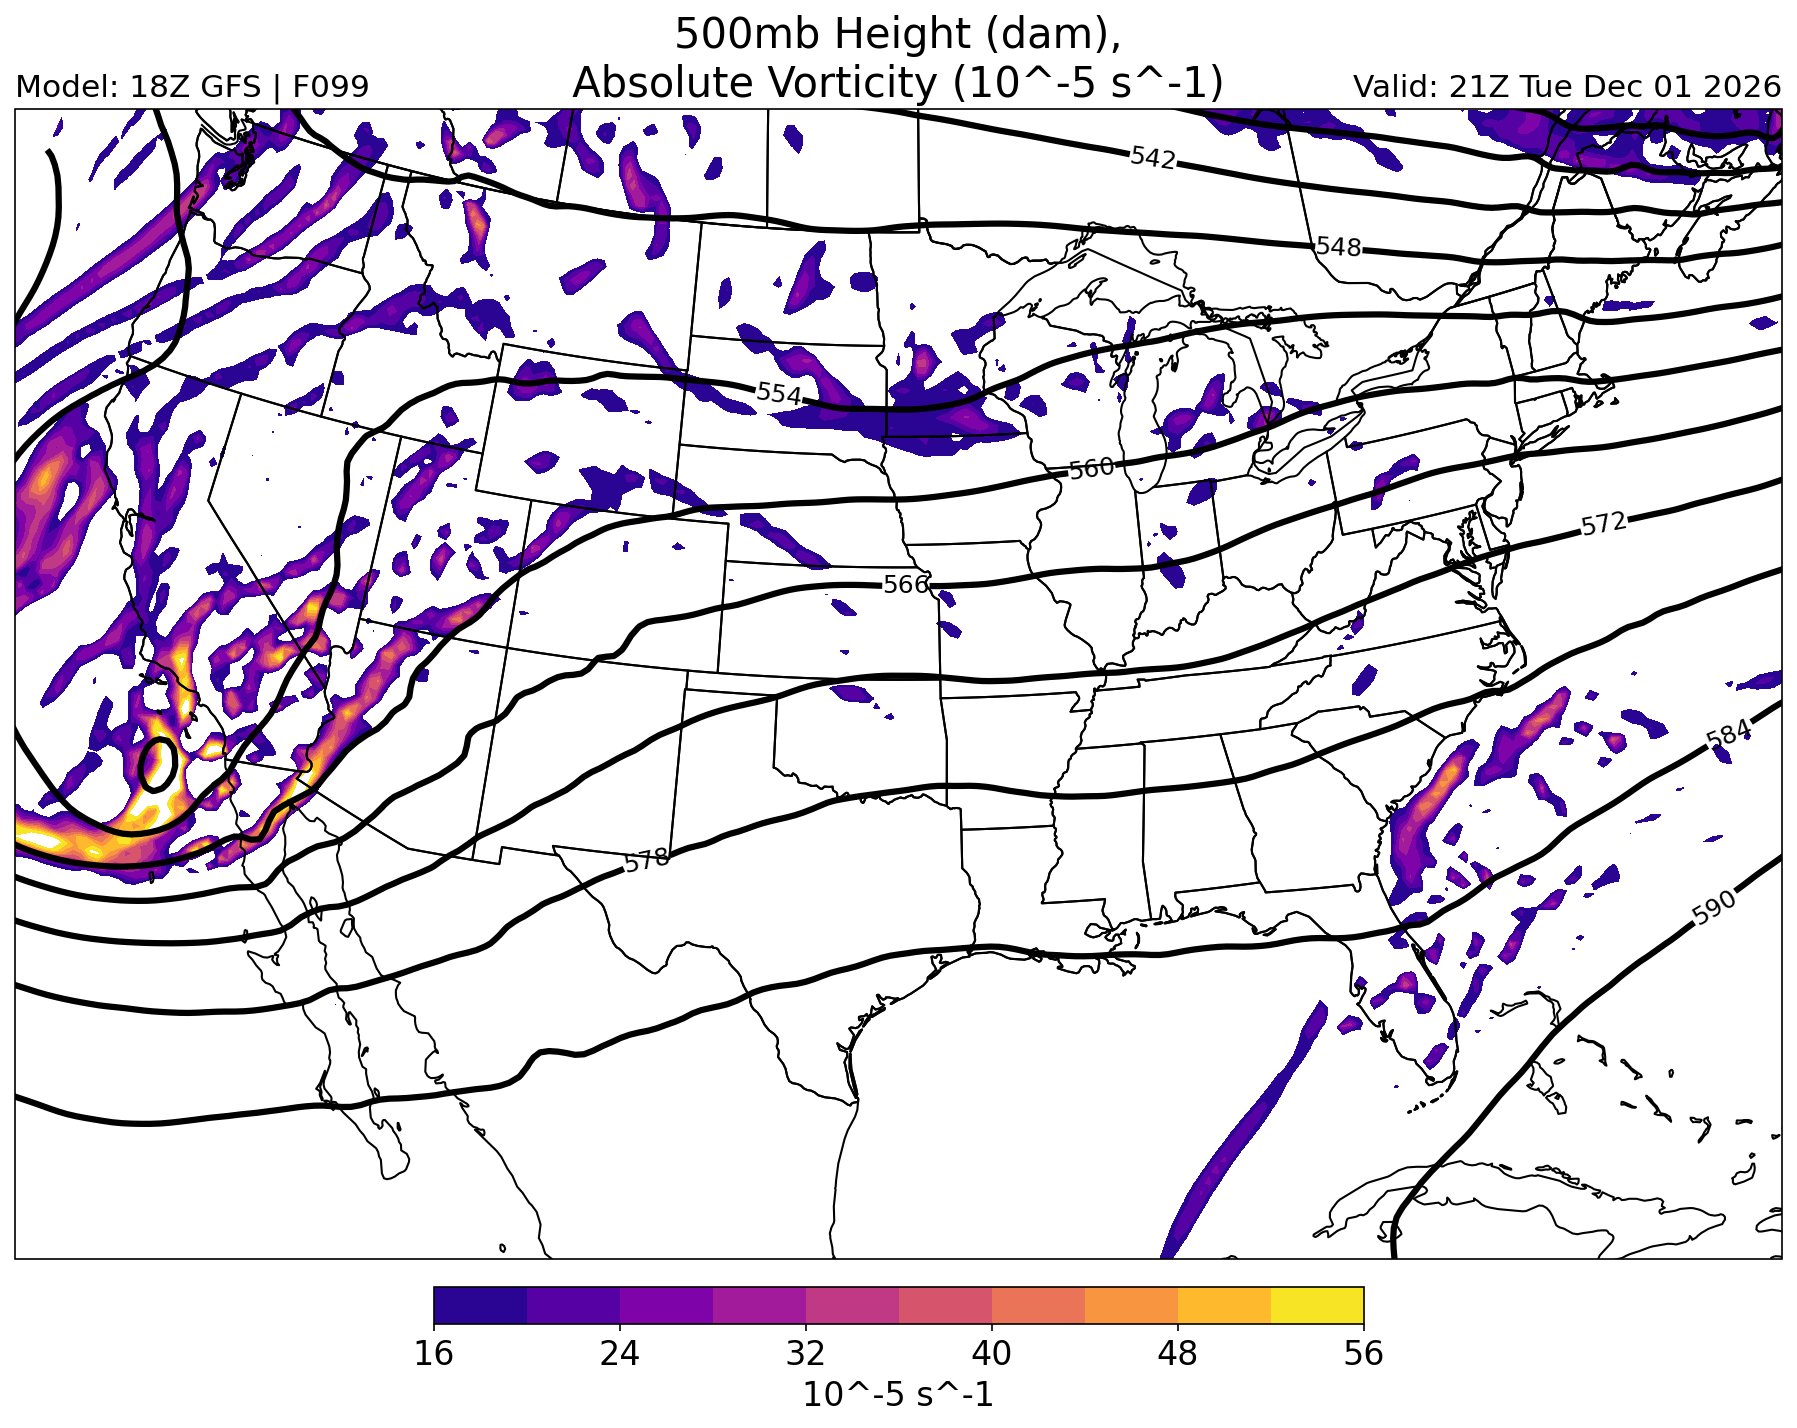 500mb Height (dam),
Model: 18Z GFS | F099
Absolute Vorticity (10^-5 s^-1)
Valid: 21Z Tue Dec 01 2026
542
548
554
560
572
566
584
578
590
16 24 32 40 48 56
10^-5 s^-1